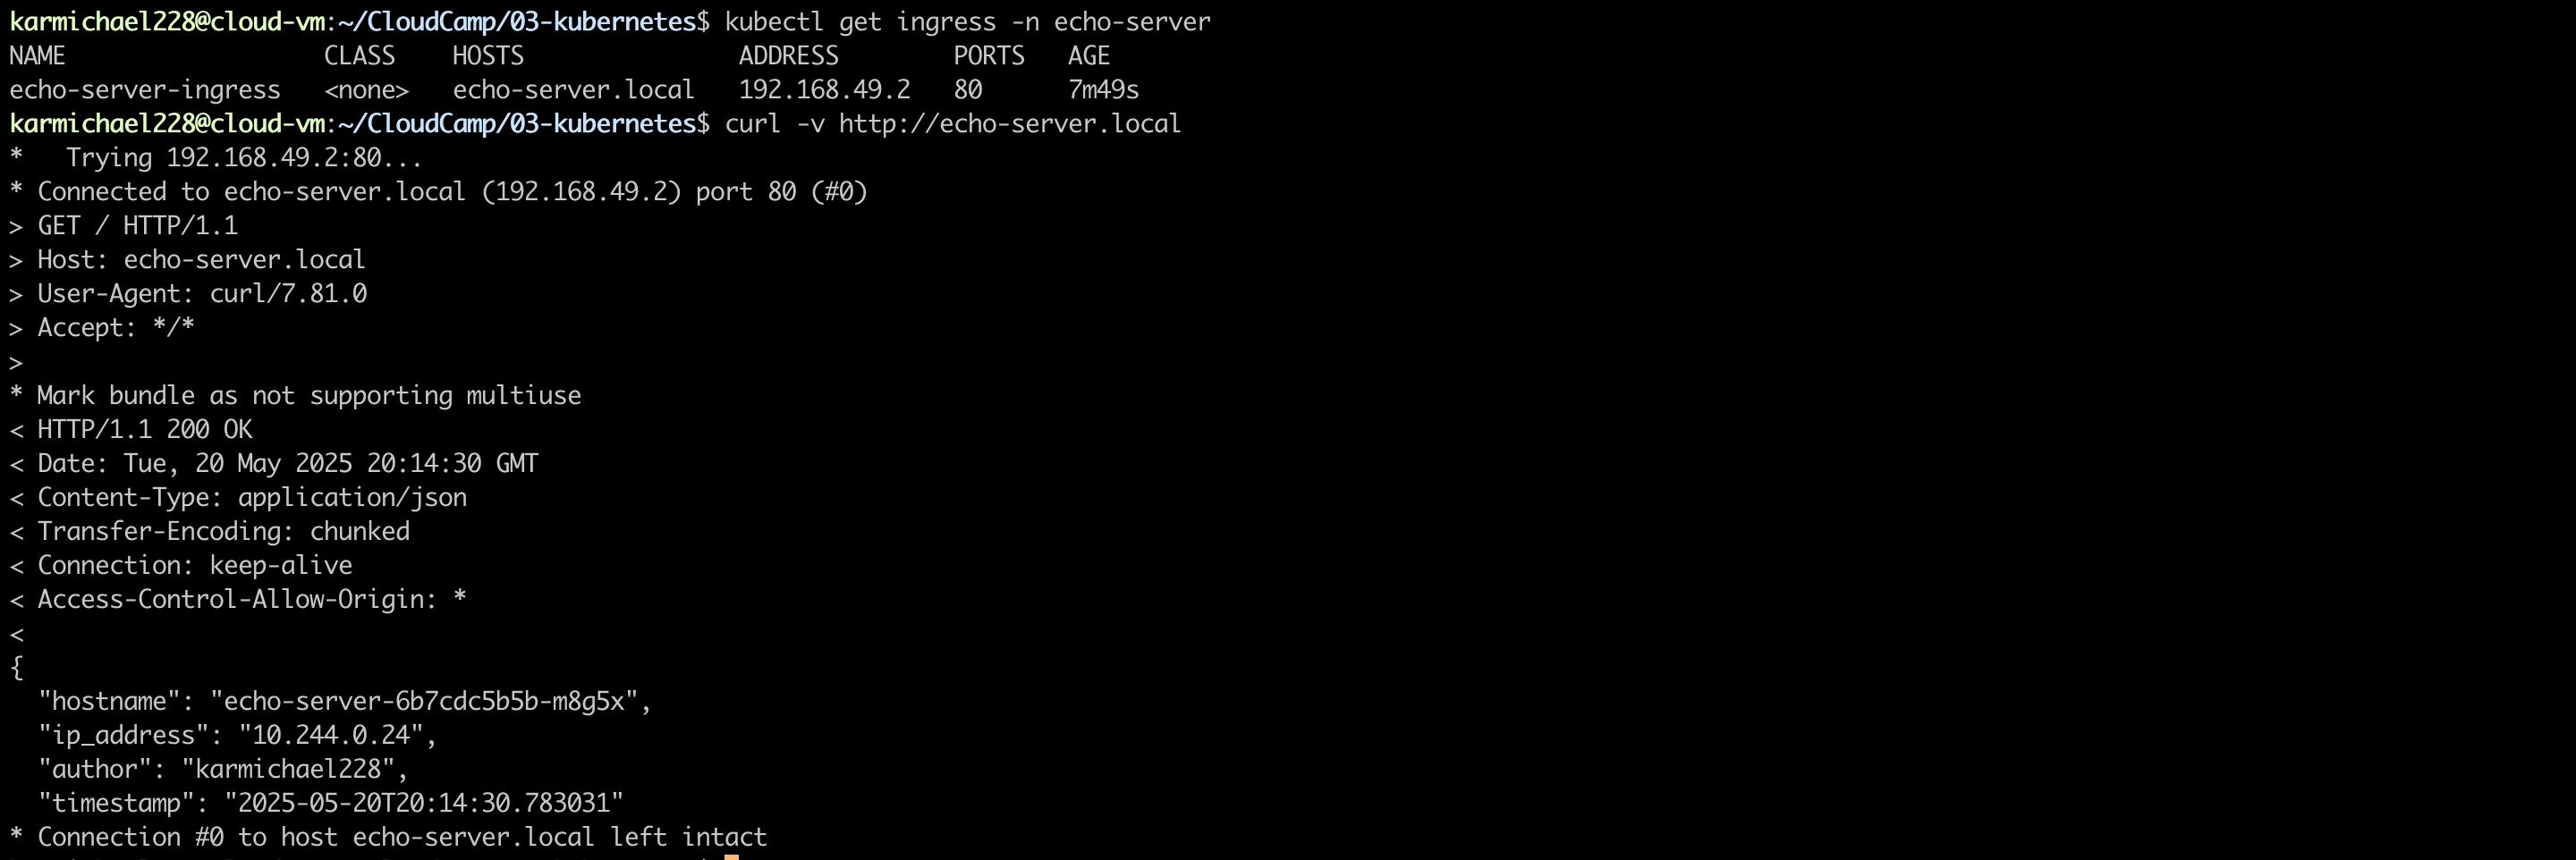 karmichael228@cloud-vm:~/CloudCamp/03-kubernetes$ kubectl get ingress -n echo-server
NAME                  CLASS    HOSTS               ADDRESS        PORTS   AGE
echo-server-ingress   <none>   echo-server.local   192.168.49.2   80      7m49s
karmichael228@cloud-vm:~/CloudCamp/03-kubernetes$ curl -v http://echo-server.local
*   Trying 192.168.49.2:80...
* Connected to echo-server.local (192.168.49.2) port 80 (#0)
> GET / HTTP/1.1
> Host: echo-server.local
> User-Agent: curl/7.81.0
> Accept: */*
>
* Mark bundle as not supporting multiuse
< HTTP/1.1 200 OK
< Date: Tue, 20 May 2025 20:14:30 GMT
< Content-Type: application/json
< Transfer-Encoding: chunked
< Connection: keep-alive
< Access-Control-Allow-Origin: *
<
{
  "hostname": "echo-server-6b7cdc5b5b-m8g5x",
  "ip_address": "10.244.0.24",
  "author": "karmichael228",
  "timestamp": "2025-05-20T20:14:30.783031"
* Connection #0 to host echo-server.local left intact